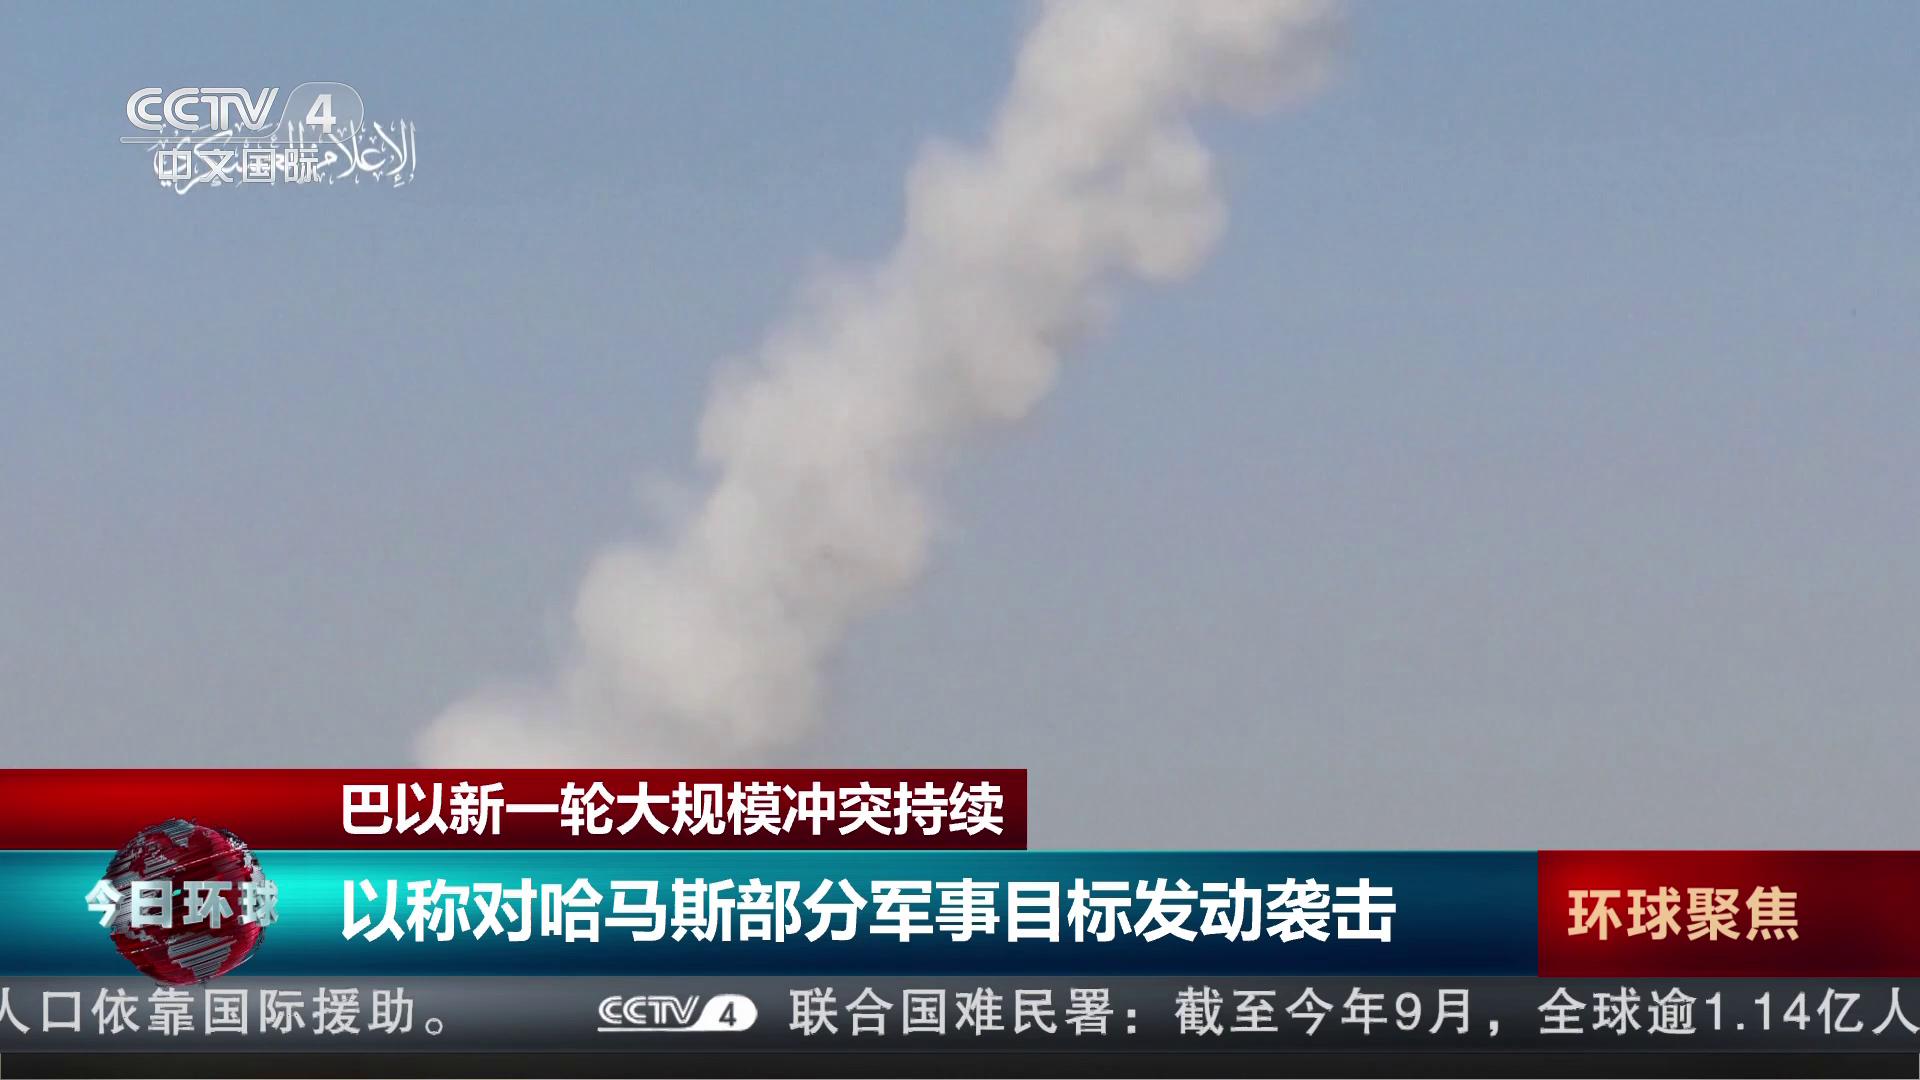 CCTV 4
الإعلام العسكري
中文国际
巴以新一轮大规模冲突持续
今日环球
以称对哈马斯部分军事目标发动袭击
环球聚焦
人口依靠国际援助。 CCTV 4 联合国难民署：截至今年9月，全球逾1.14亿人